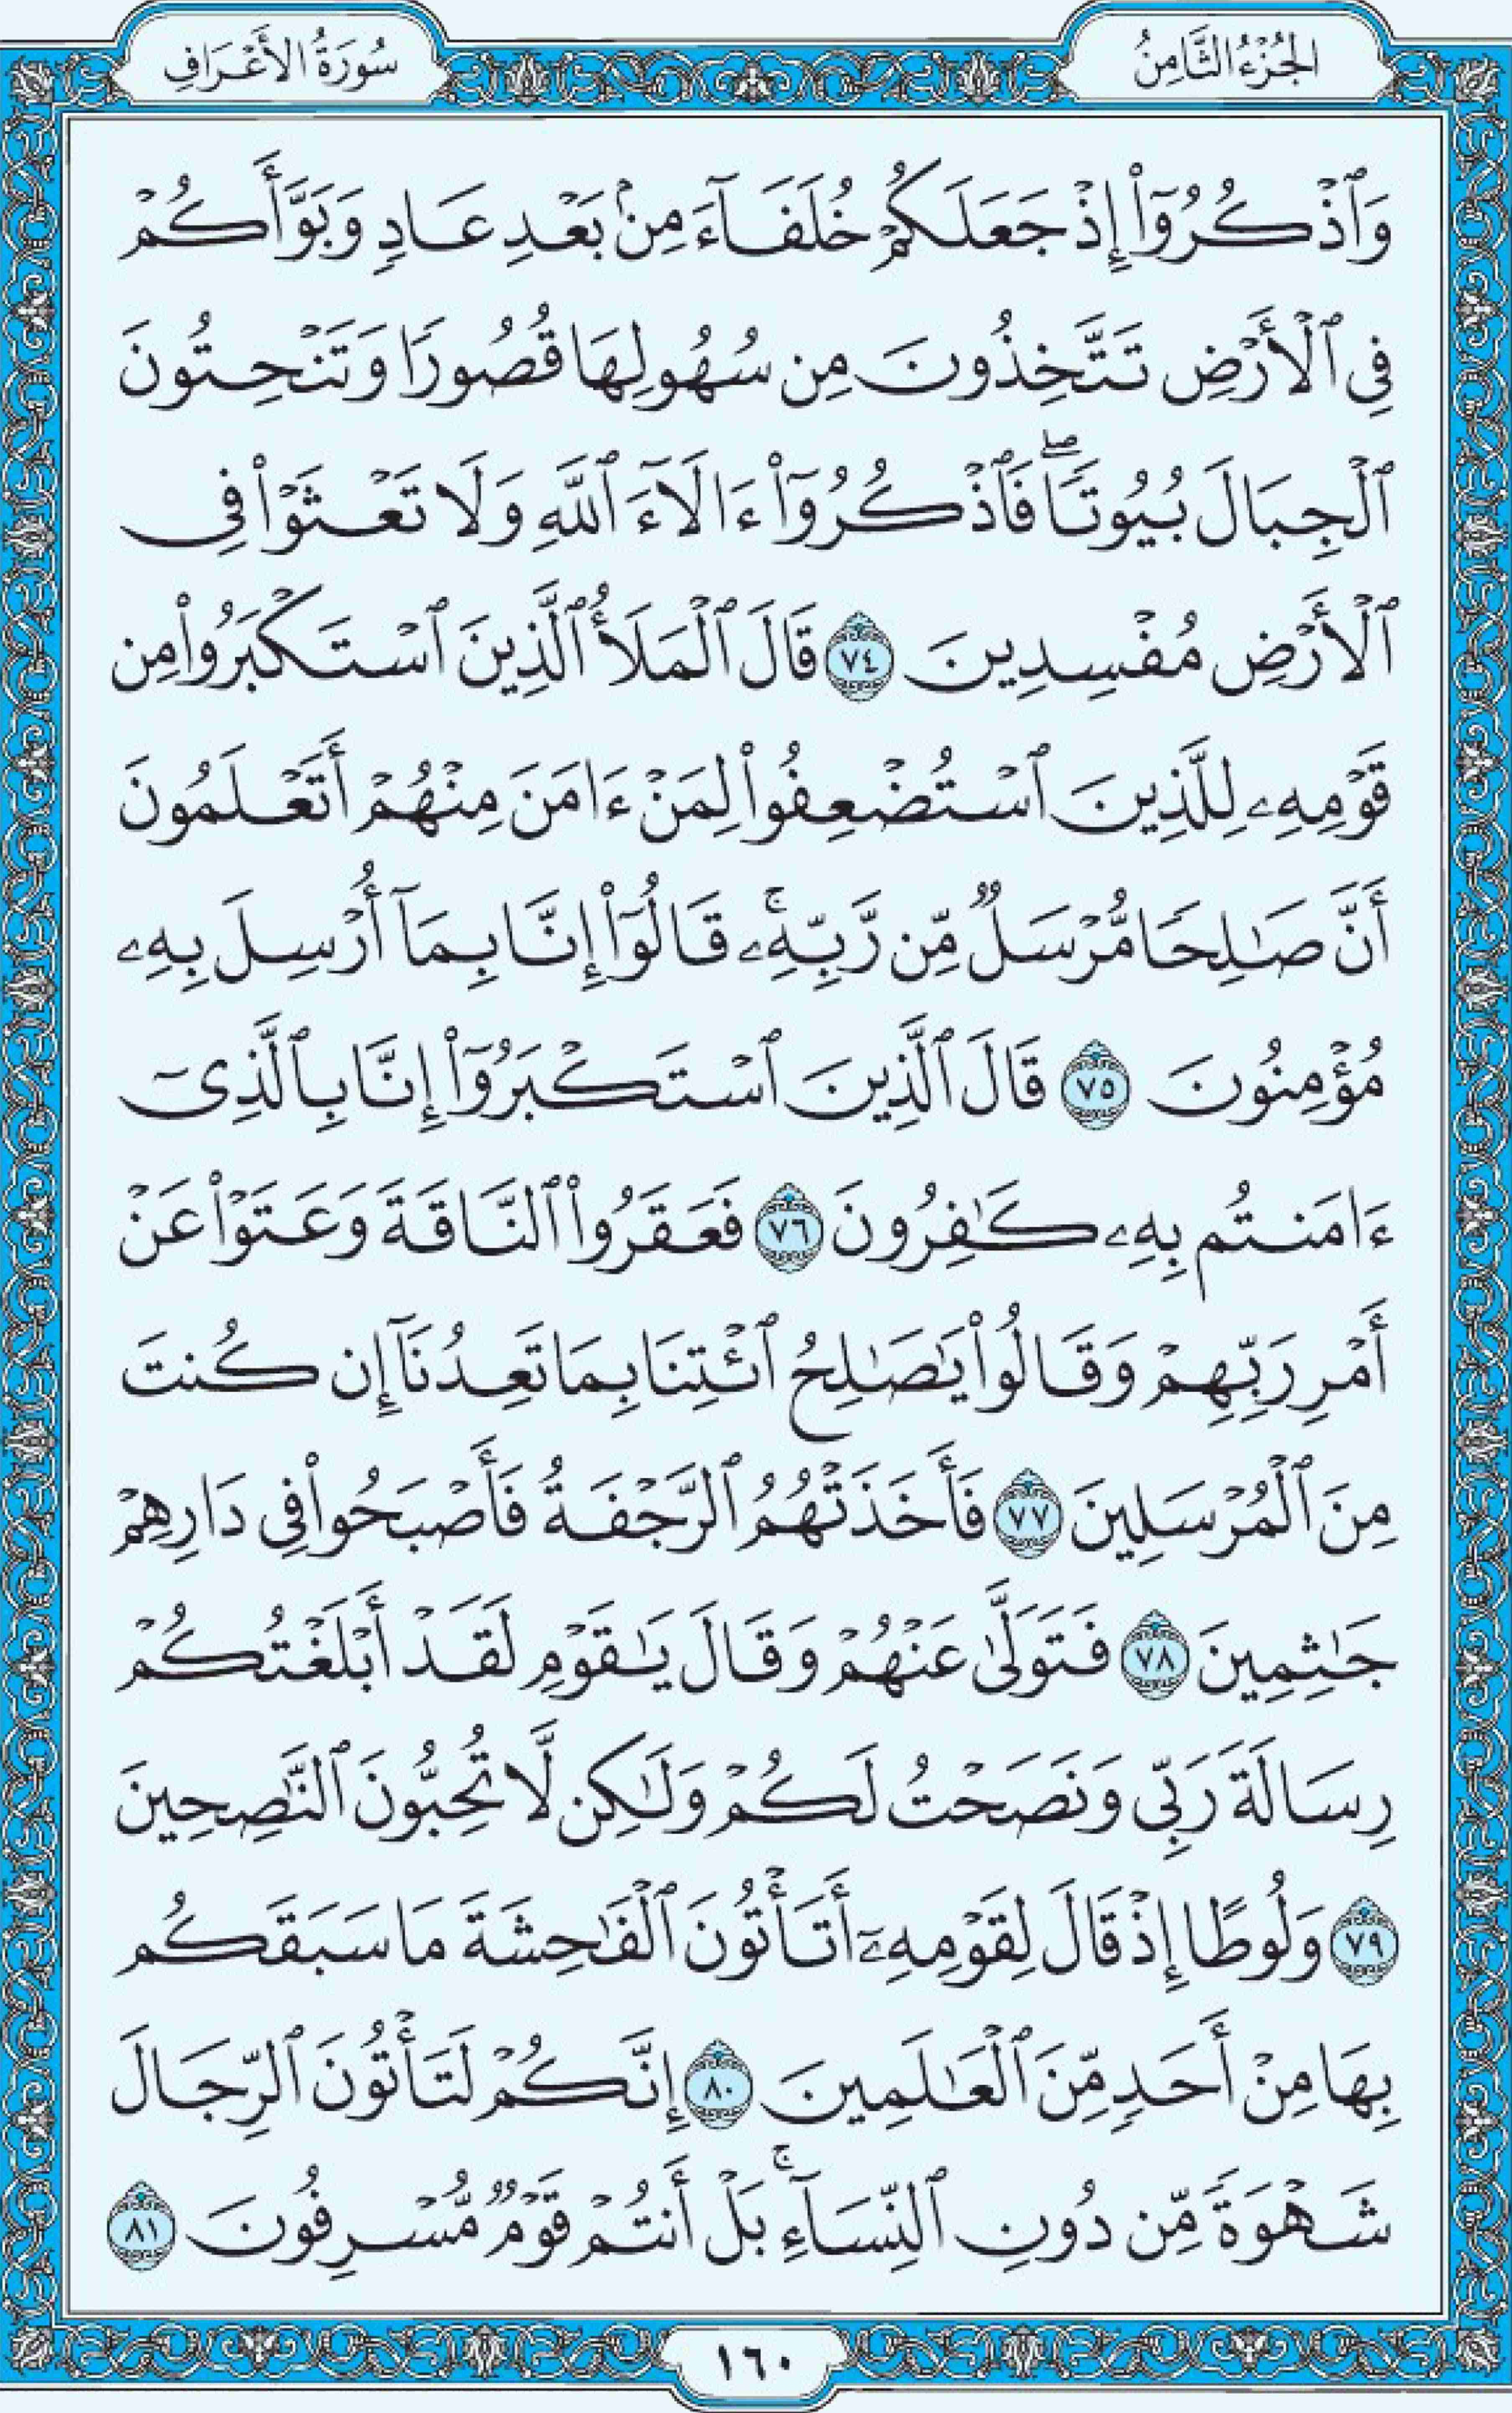 الجُزْءُ الثَّامِنُ
سُورَةُ الأَعْرَافِ
وَٱذْكُرُوٓا۟ إِذْ جَعَلَكُمْ خُلَفَآءَ مِنۢ بَعْدِ عَادٍ وَبَوَّأَكُمْ
فِى ٱلْأَرْضِ تَتَّخِذُونَ مِن سُهُولِهَا قُصُورًا وَتَنْحِتُونَ
ٱلْجِبَالَ بُيُوتًا ۖ فَٱذْكُرُوٓا۟ ءَالَآءَ ٱللَّهِ وَلَا تَعْثَوْا۟ فِى
ٱلْأَرْضِ مُفْسِدِينَ ٧٤ قَالَ ٱلْمَلَأُ ٱلَّذِينَ ٱسْتَكْبَرُوا۟ مِن
قَوْمِهِۦ لِلَّذِينَ ٱسْتُضْعِفُوا۟ لِمَنْ ءَامَنَ مِنْهُمْ أَتَعْلَمُونَ
أَنَّ صَٰلِحًا مُّرْسَلٌ مِّن رَّبِّهِۦ ۚ قَالُوٓا۟ إِنَّا بِمَآ أُرْسِلَ بِهِۦ
مُؤْمِنُونَ ٧٥ قَالَ ٱلَّذِينَ ٱسْتَكْبَرُوٓا۟ إِنَّا بِٱلَّذِىٓ
ءَامَنتُم بِهِۦ كَٰفِرُونَ ٧٦ فَعَقَرُوا۟ ٱلنَّاقَةَ وَعَتَوْا۟ عَنْ
أَمْرِ رَبِّهِمْ وَقَالُوا۟ يَٰصَٰلِحُ ٱئْتِنَا بِمَا تَعِدُنَآ إِن كُنتَ
مِنَ ٱلْمُرْسَلِينَ ٧٧ فَأَخَذَتْهُمُ ٱلرَّجْفَةُ فَأَصْبَحُوا۟ فِى دَارِهِمْ
جَٰثِمِينَ ٧٨ فَتَوَلَّىٰ عَنْهُمْ وَقَالَ يَٰقَوْمِ لَقَدْ أَبْلَغْتُكُمْ
رِسَالَةَ رَبِّى وَنَصَحْتُ لَكُمْ وَلَٰكِن لَّا تُحِبُّونَ ٱلنَّٰصِحِينَ
٧٩ وَلُوطًا إِذْ قَالَ لِقَوْمِهِۦٓ أَتَأْتُونَ ٱلْفَٰحِشَةَ مَا سَبَقَكُم
بِهَا مِنْ أَحَدٍ مِّنَ ٱلْعَٰلَمِينَ ٨٠ إِنَّكُمْ لَتَأْتُونَ ٱلرِّجَالَ
شَهْوَةً مِّن دُونِ ٱلنِّسَآءِ ۚ بَلْ أَنتُمْ قَوْمٌ مُّسْرِفُونَ ٨١
١٦٠